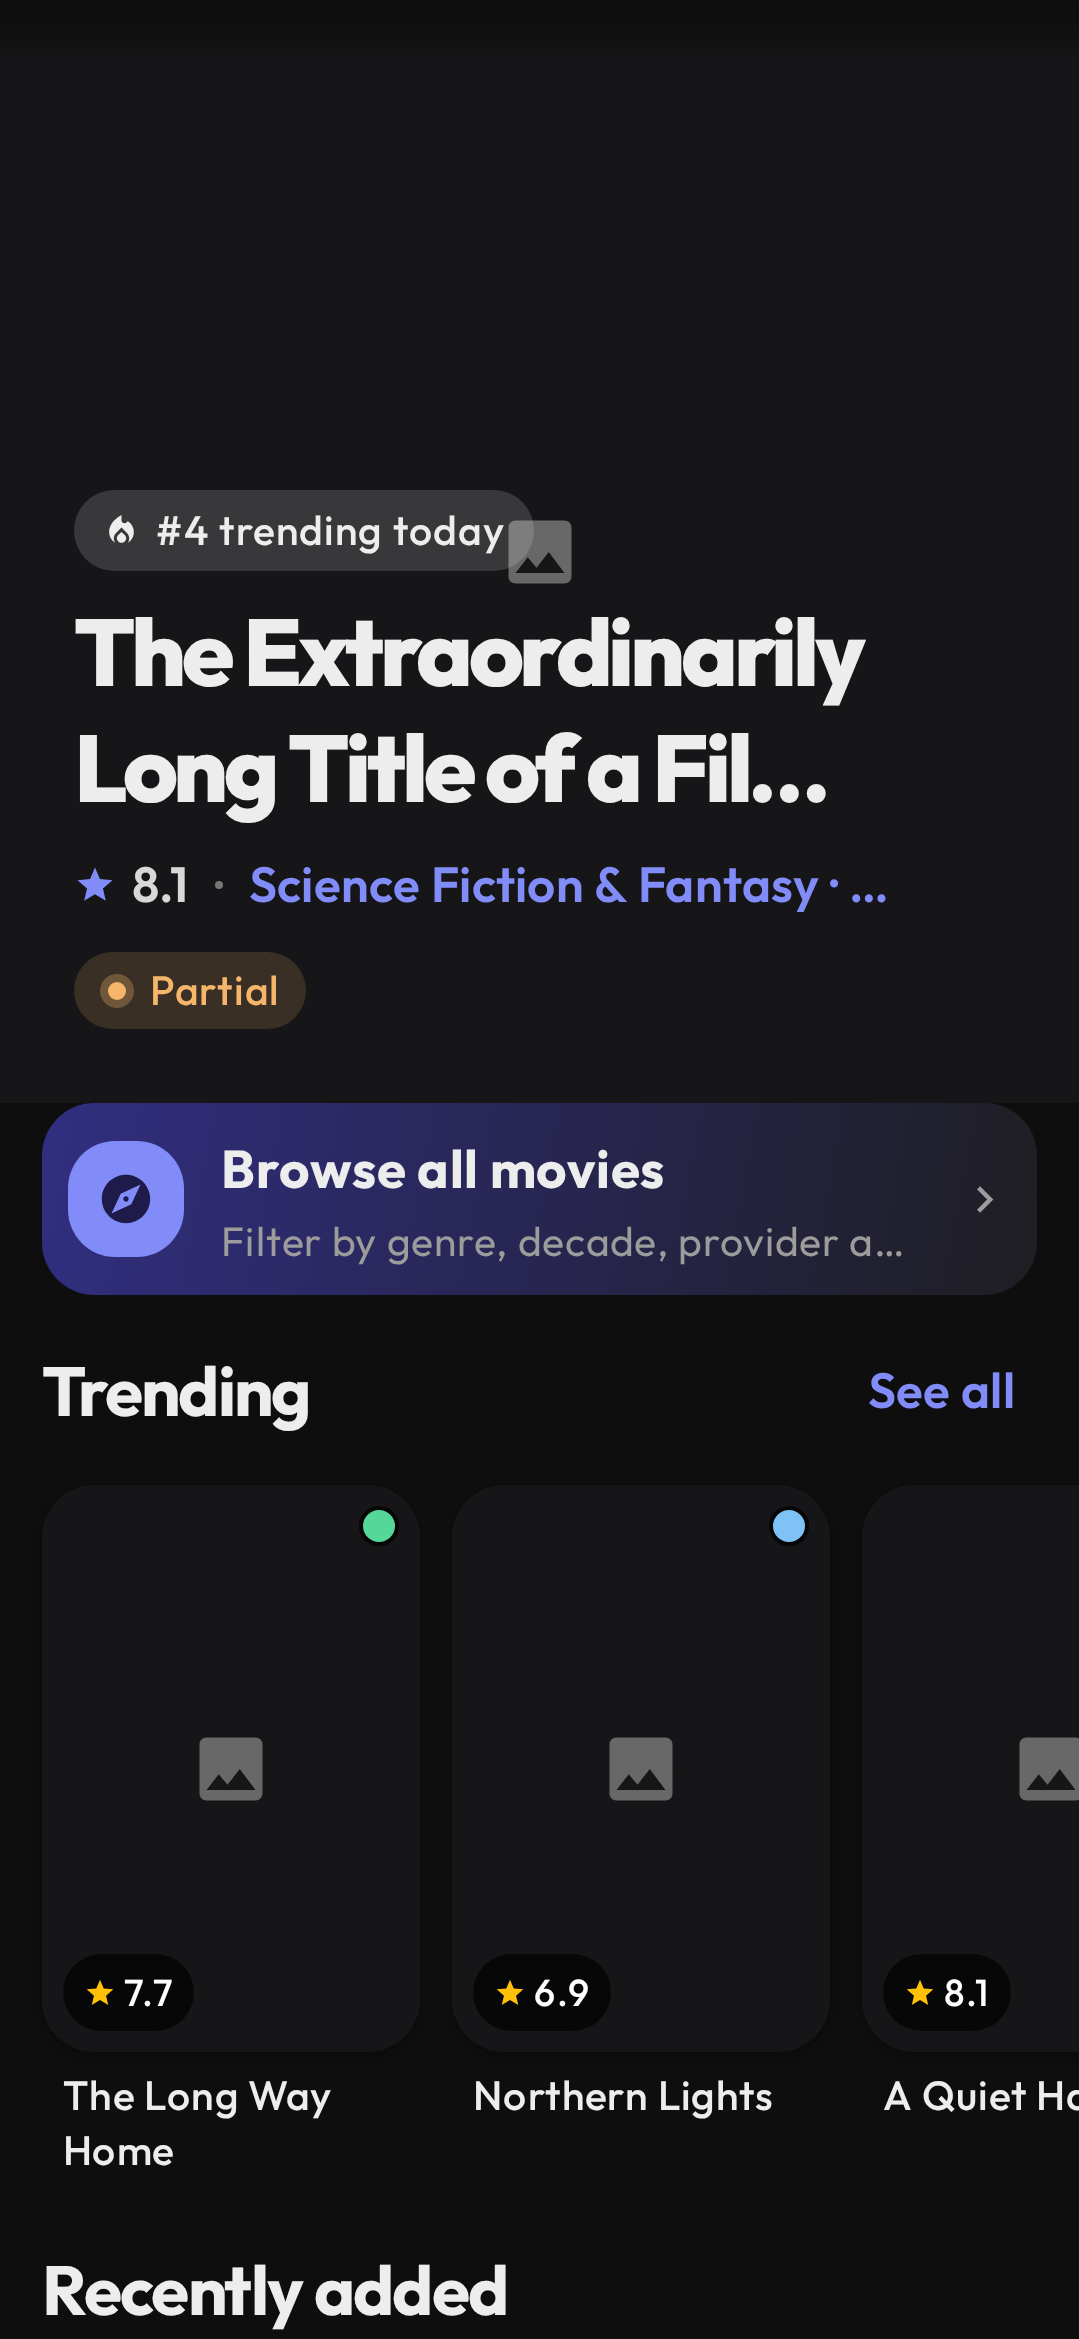 #4 trending today
The Extraordinarily
Long Title of a Fil...
8.1 · Science Fiction & Fantasy · ...
Partial
Browse all movies
Filter by genre, decade, provider a...
Trending
See all
7.7
6.9
8.1
The Long Way
Home
Northern Lights
A Quiet
Recently added